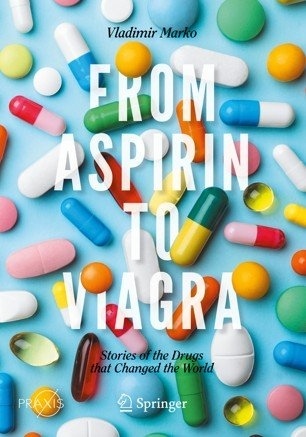 Vladimir Marko
FROM
ASPIRIN
TO
VIAGRA
Stories of the Drugs
that Changed the World
PRAXIS
Springer